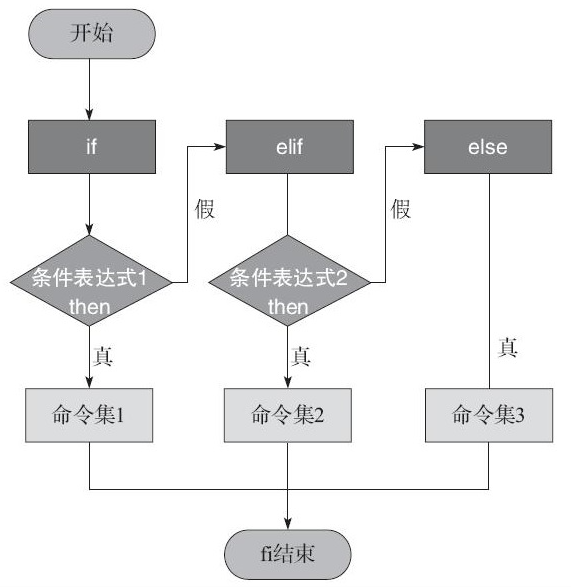 开始
if
elif
else
假
假
条件表达式1
then
条件表达式2
then
真
真
真
命令集1
命令集2
命令集3
fi结束